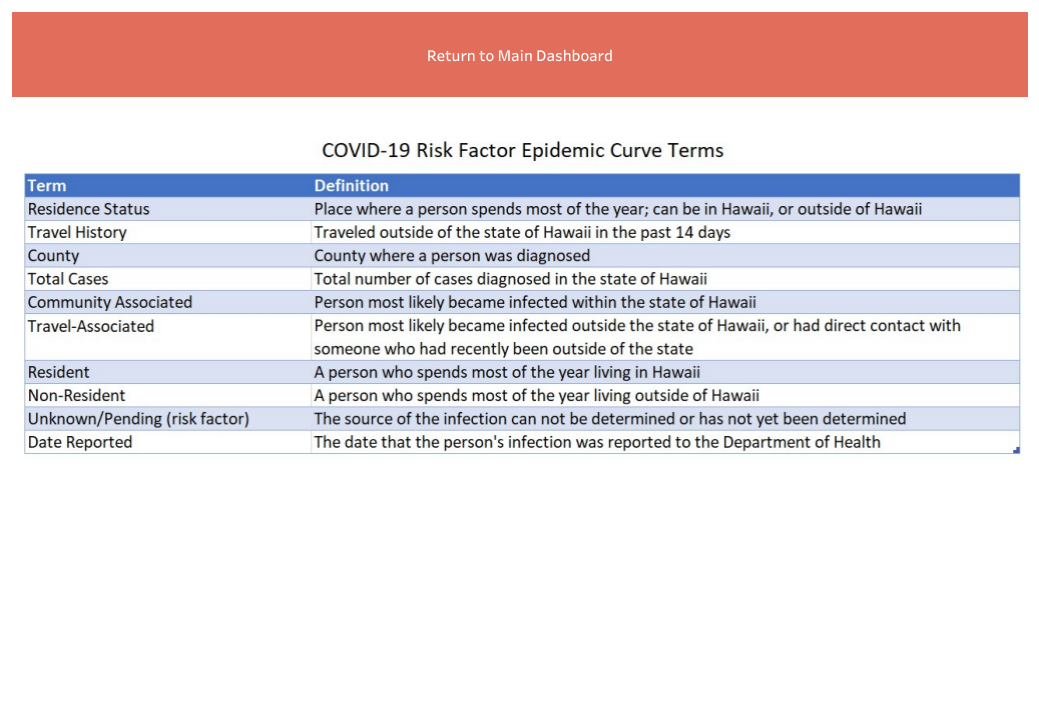 Return to Main Dashboard
COVID-19 Risk Factor Epidemic Curve Terms
Term Definition
Residence Status Place where a person spends most of the year; can be in Hawaii, or outside of Hawaii
Travel History Traveled outside of the state of Hawaii in the past 14 days
County County where a person was diagnosed
Total Cases Total number of cases diagnosed in the state of Hawaii
Community Associated Person most likely became infected within the state of Hawaii
Travel-Associated Person most likely became infected outside the state of Hawaii, or had direct contact with
someone who had recently been outside of the state
Resident A person who spends most of the year living in Hawaii
Non-Resident A person who spends most of the year living outside of Hawaii
Unknown/Pending (risk factor) The source of the infection can not be determined or has not yet been determined
Date Reported The date that the person's infection was reported to the Department of Health